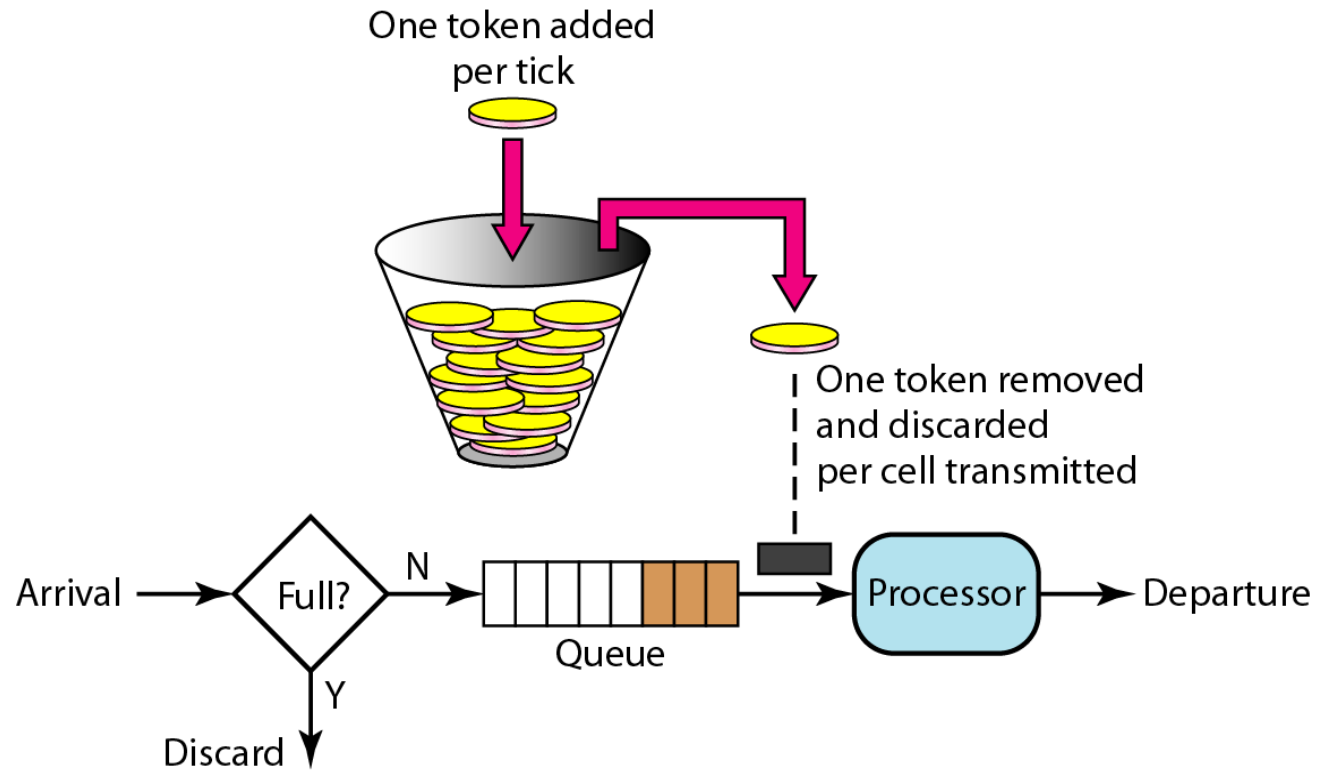 One token added
per tick
One token removed
and discarded
per cell transmitted
Arrival
Full?
N
Queue
Processor
Departure
Y
Discard